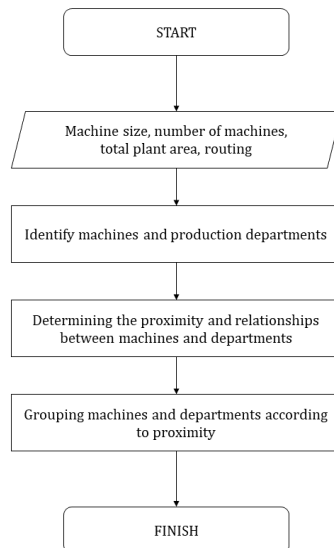 START
Machine size, number of machines,
total plant area, routing
Identify machines and production departments
Determining the proximity and relationships
between machines and departments
Grouping machines and departments according
to proximity
FINISH